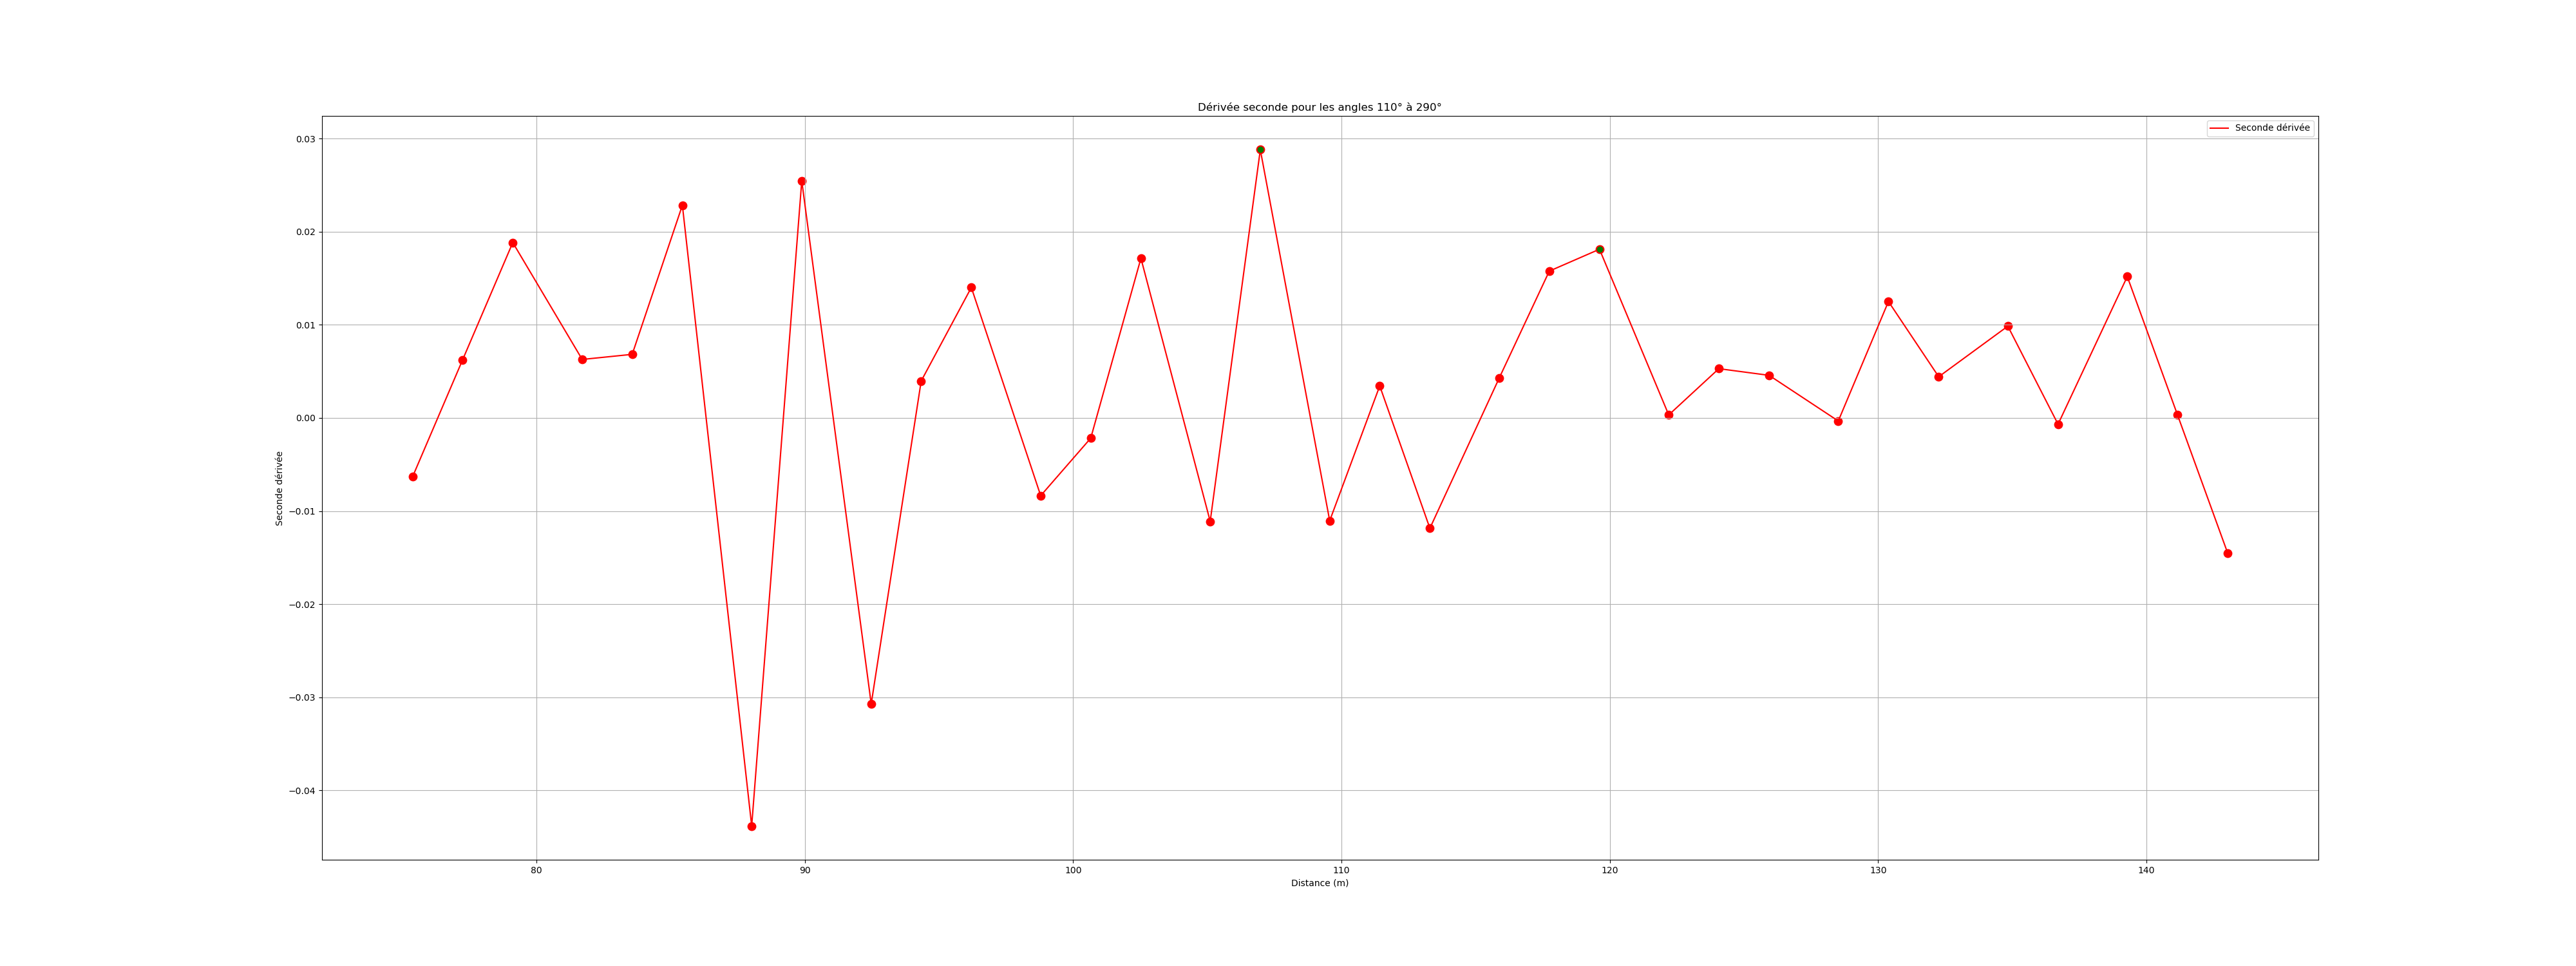 Dérivée seconde pour les angles 110° à 290°
Seconde dérivée
0.03
0.02
0.01
0.00
−0.01
−0.02
−0.03
−0.04
Seconde dérivée
80 90 100 110 120 130 140
Distance (m)